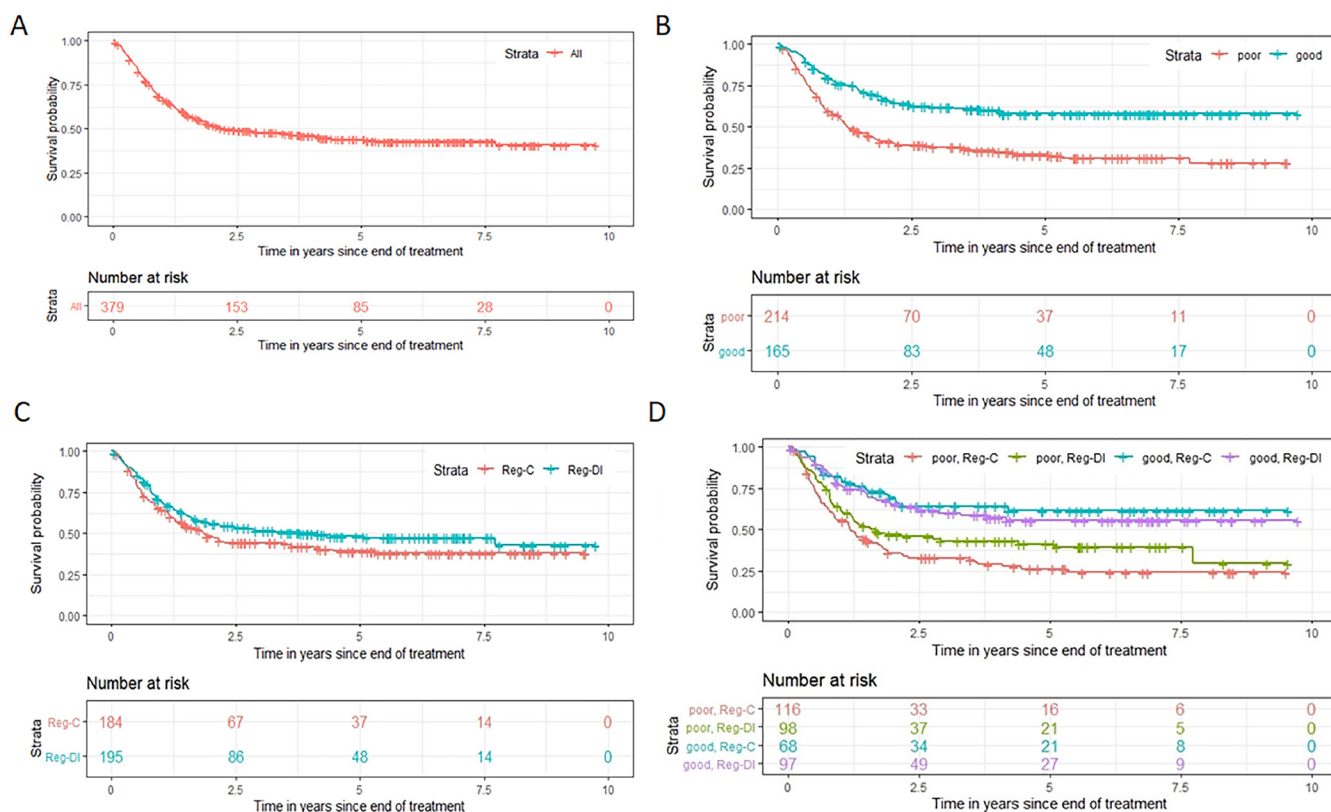 A
Strata All
1.00
0.75
0.50
0.25
0.00
Survival probability
0 2.5 5 7.5 10
Time in years since end of treatment
Number at risk
Strata
All 379 153 85 28 0
0 2.5 5 7.5 10
Time in years since end of treatment
B
Strata poor good
1.00
0.75
0.50
0.25
0.00
Survival probability
0 2.5 5 7.5 10
Time in years since end of treatment
Number at risk
Strata
poor 214 70 37 11 0
good 165 83 48 17 0
0 2.5 5 7.5 10
Time in years since end of treatment
C
Strata Reg-C Reg-DI
1.00
0.75
0.50
0.25
0.00
Survival probability
0 2.5 5 7.5 10
Time in years since end of treatment
Number at risk
Strata
Reg-C 184 67 37 14 0
Reg-DI 195 86 48 14 0
0 2.5 5 7.5 10
Time in years since end of treatment
D
Strata poor, Reg-C poor, Reg-DI good, Reg-C good, Reg-DI
1.00
0.75
0.50
0.25
0.00
Survival probability
0 2.5 5 7.5 10
Time in years since end of treatment
Number at risk
Strata
poor, Reg-C 116 33 16 6 0
poor, Reg-DI 98 37 21 5 0
good, Reg-C 68 34 21 8 0
good, Reg-DI 97 49 27 9 0
0 2.5 5 7.5 10
Time in years since end of treatment